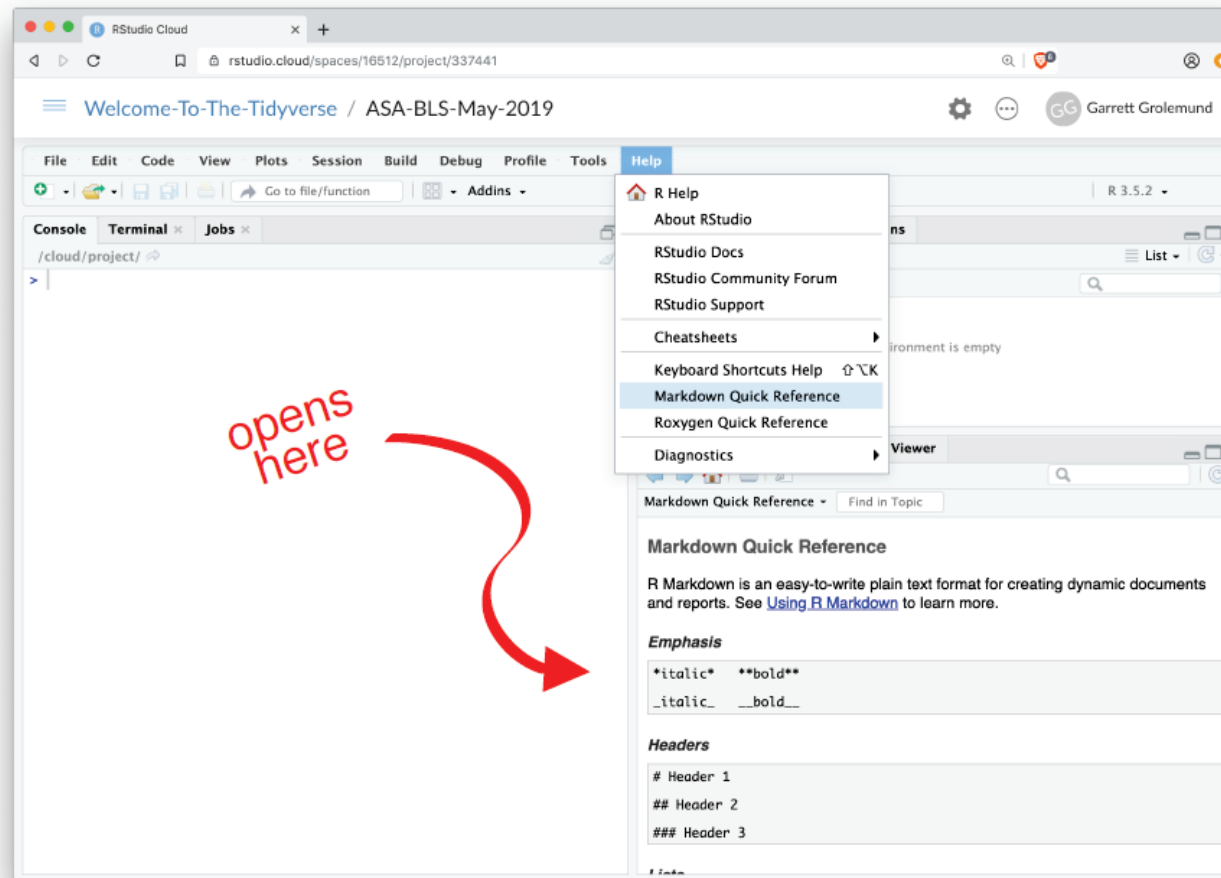 RStudio Cloud
rstudio.cloud/spaces/16512/project/337441
Welcome-To-The-Tidyverse / ASA-BLS-May-2019
GG Garrett Grolemund
File Edit Code View Plots Session Build Debug Profile Tools Help
Go to file/function Addins R 3.5.2
Console Terminal Jobs
/cloud/project/
>
R Help
About RStudio
RStudio Docs
RStudio Community Forum
RStudio Support
Cheatsheets
Keyboard Shortcuts Help ⇧⌥K
Markdown Quick Reference
Roxygen Quick Reference
Diagnostics
ns
List
ironment is empty
opens
here
Viewer
Markdown Quick Reference Find in Topic
Markdown Quick Reference
R Markdown is an easy-to-write plain text format for creating dynamic documents
and reports. See Using R Markdown to learn more.
Emphasis
*italic* **bold**
_italic_ __bold__
Headers
# Header 1
## Header 2
### Header 3
Lists